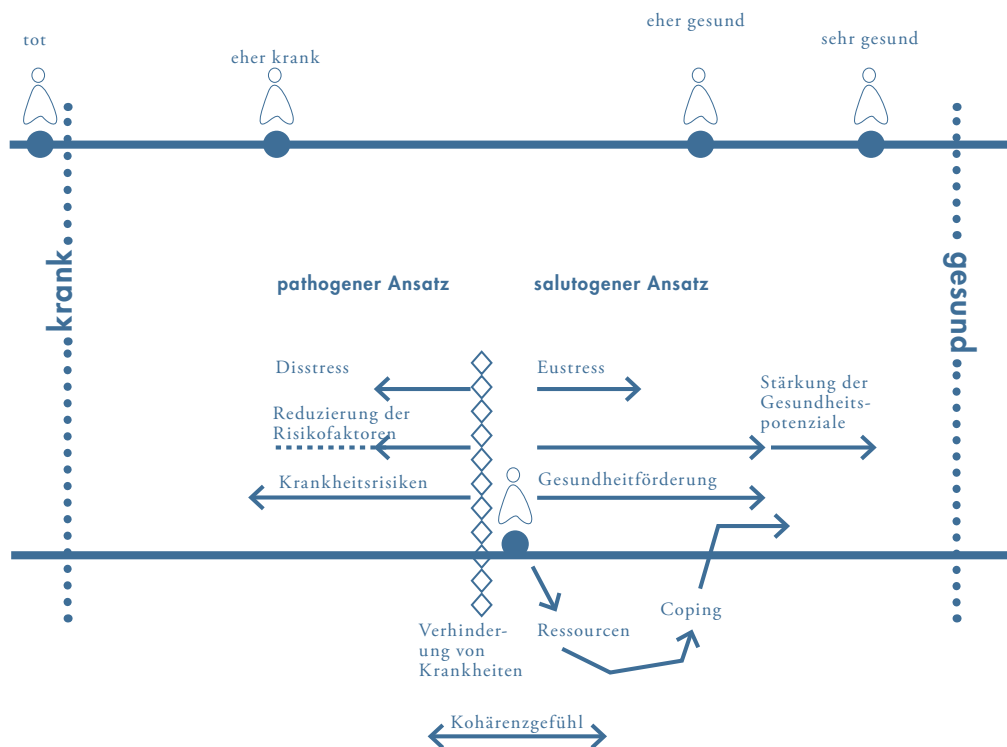 tot
eher krank
eher gesund
sehr gesund
krank
gesund
pathogener Ansatz
salutogener Ansatz
Disstress
Eustress
Reduzierung der
Risikofaktoren
Stärkung der
Gesundheits-
potenziale
Krankheitsrisiken
Gesundheitförderung
Verhinder-
ung von
Krankheiten
Ressourcen
Coping
Kohärenzgefühl